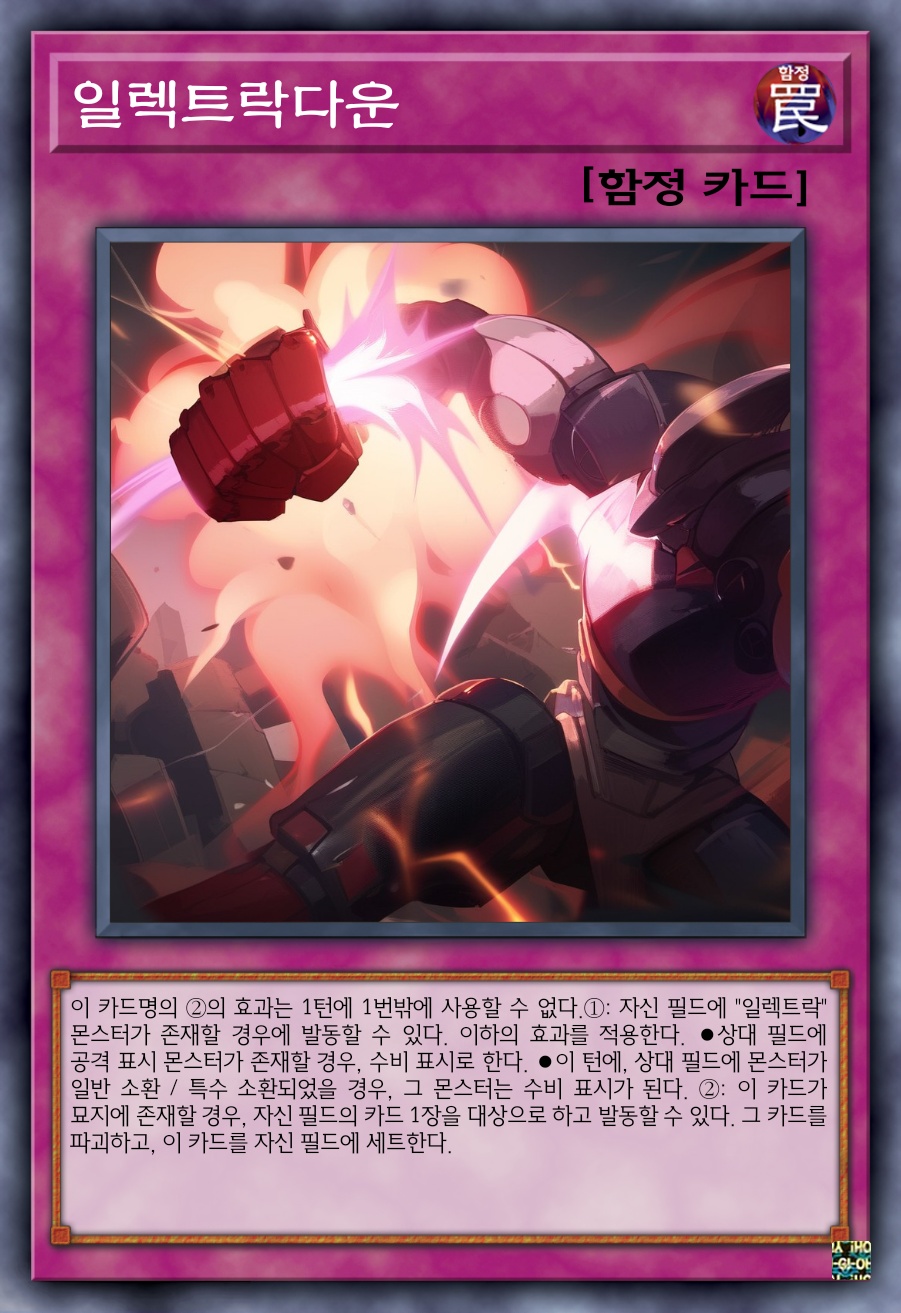 일렉트락다운
함정
罠
[함정 카드]
이 카드명의 ②의 효과는 1턴에 1번밖에 사용할 수 없다.①: 자신 필드에 "일렉트락"
몬스터가 존재할 경우에 발동할 수 있다. 이하의 효과를 적용한다. ●상대 필드에
공격 표시 몬스터가 존재할 경우, 수비 표시로 한다. ●이 턴에, 상대 필드에 몬스터가
일반 소환 / 특수 소환되었을 경우, 그 몬스터는 수비 표시가 된다. ②: 이 카드가
묘지에 존재할 경우, 자신 필드의 카드 1장을 대상으로 하고 발동할 수 있다. 그 카드를
파괴하고, 이 카드를 자신 필드에 세트한다.